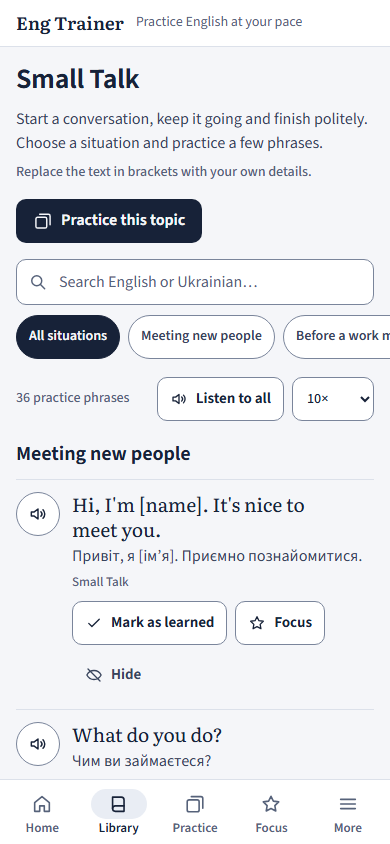 Eng Trainer Practice English at your pace
Small Talk
Start a conversation, keep it going and finish politely.
Choose a situation and practice a few phrases.
Replace the text in brackets with your own details.
Practice this topic
Search English or Ukrainian…
All situations Meeting new people Before a work m
36 practice phrases Listen to all 10×
Meeting new people
Hi, I'm [name]. It's nice to
meet you.
Привіт, я [ім’я]. Приємно познайомитися.
Small Talk
Mark as learned Focus
Hide
What do you do?
Чим ви займаєтеся?
Home Library Practice Focus More